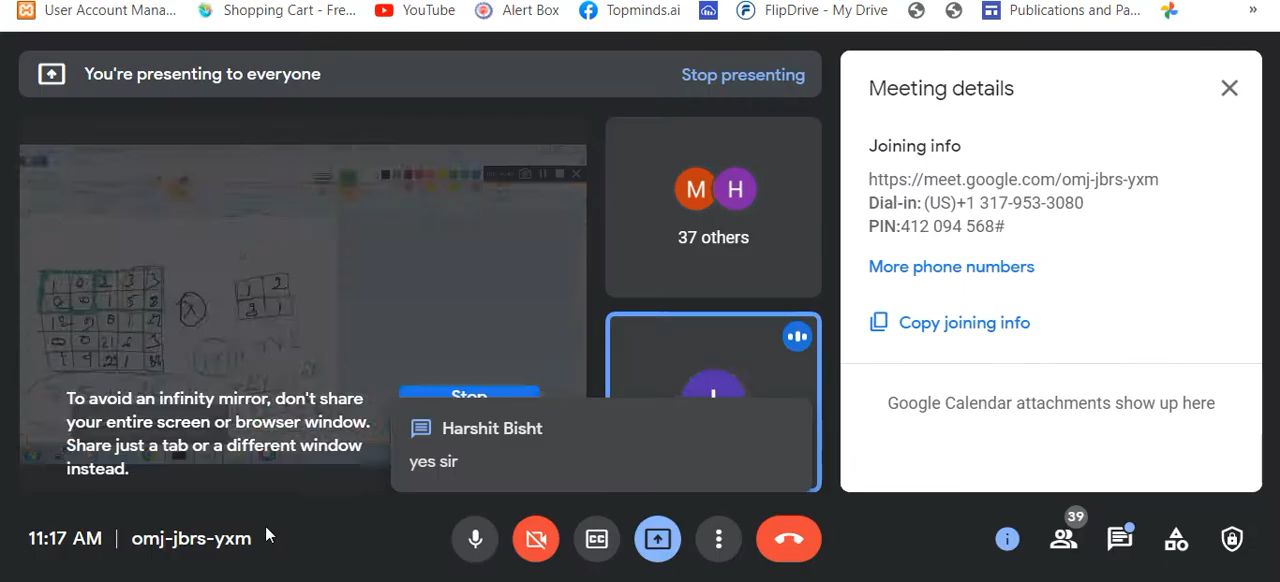 User Account Mana...
Shopping Cart - Fre...
YouTube
Alert Box
Topminds.ai
FlipDrive - My Drive
Publications and Pa...
»
You're presenting to everyone
Stop presenting
M H
37 others
To avoid an infinity mirror, don't share
your entire screen or browser window.
Share just a tab or a different window
instead.
Stop
Harshit Bisht
yes sir
Meeting details
Joining info
https://meet.google.com/omj-jbrs-yxm
Dial-in: (US)+1 317-953-3080
PIN:412 094 568#
More phone numbers
Copy joining info
Google Calendar attachments show up here
11:17 AM | omj-jbrs-yxm
CC
39